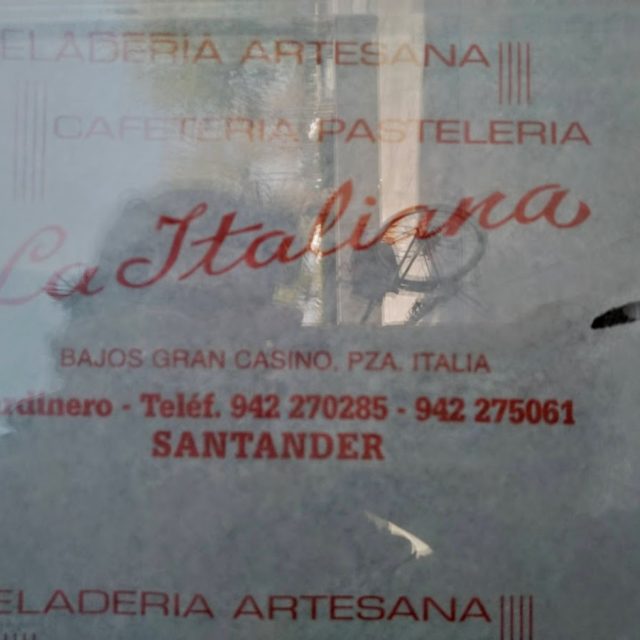 ELADERIA ARTESANA
CAFETERIA PASTELERIA
La Italiana
BAJOS GRAN CASINO, PZA. ITALIA
rdinero - Teléf. 942 270285 - 942 275061
SANTANDER
ELADERIA ARTESANA